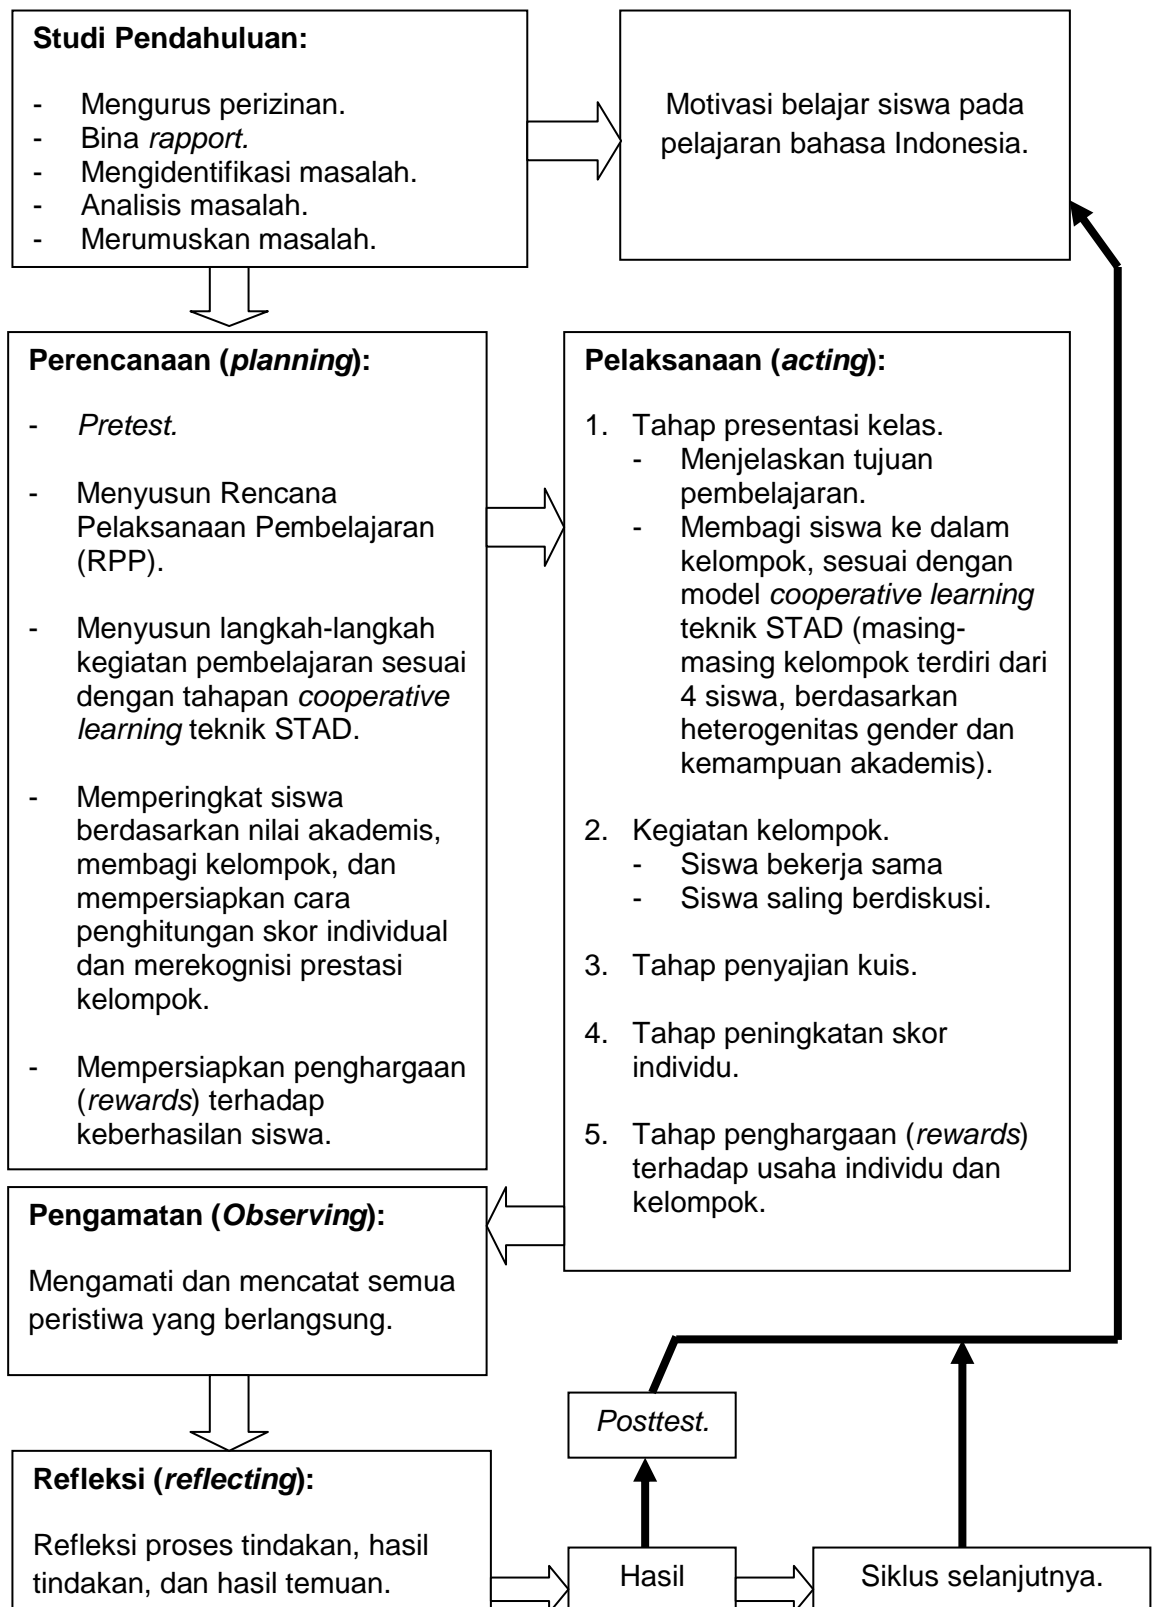 Studi Pendahuluan:
- Mengurus perizinan.
- Bina rapport.
- Mengidentifikasi masalah.
- Analisis masalah.
- Merumuskan masalah.
Motivasi belajar siswa pada
pelajaran bahasa Indonesia.
Perencanaan (planning):
- Pretest.
- Menyusun Rencana
Pelaksanaan Pembelajaran
(RPP).
- Menyusun langkah-langkah
kegiatan pembelajaran sesuai
dengan tahapan cooperative
learning teknik STAD.
- Memperingkat siswa
berdasarkan nilai akademis,
membagi kelompok, dan
mempersiapkan cara
penghitungan skor individual
dan merekognisi prestasi
kelompok.
- Mempersiapkan penghargaan
(rewards) terhadap
keberhasilan siswa.
Pelaksanaan (acting):
1. Tahap presentasi kelas.
- Menjelaskan tujuan
pembelajaran.
- Membagi siswa ke dalam
kelompok, sesuai dengan
model cooperative learning
teknik STAD (masing-
masing kelompok terdiri dari
4 siswa, berdasarkan
heterogenitas gender dan
kemampuan akademis).
2. Kegiatan kelompok.
- Siswa bekerja sama
- Siswa saling berdiskusi.
3. Tahap penyajian kuis.
4. Tahap peningkatan skor
individu.
5. Tahap penghargaan (rewards)
terhadap usaha individu dan
kelompok.
Pengamatan (Observing):
Mengamati dan mencatat semua
peristiwa yang berlangsung.
Posttest.
Refleksi (reflecting):
Refleksi proses tindakan, hasil
tindakan, dan hasil temuan.
Hasil
Siklus selanjutnya.